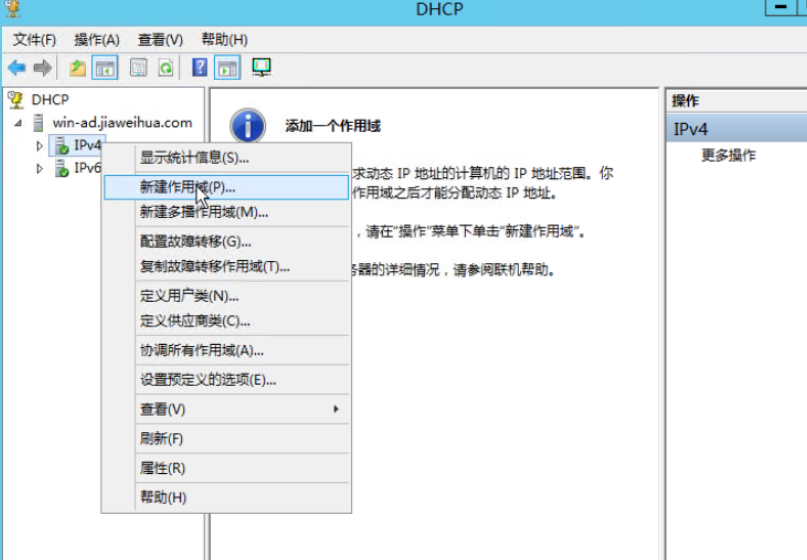 DHCP
文件(F) 操作(A) 查看(V) 帮助(H)
DHCP
win-ad.jiaweihua.com
IPv4
IPv6
添加一个作用域
求动态 IP 地址的计算机的 IP 地址范围。你
作用域之后才能分配动态 IP 地址。
，请在“操作”菜单下单击“新建作用域”。
务器的详细情况，请参阅联机帮助。
显示统计信息(S)...
新建作用域(P)...
新建多播作用域(M)...
配置故障转移(G)...
复制故障转移作用域(T)...
定义用户类(N)...
定义供应商类(C)...
协调所有作用域(A)...
设置预定义的选项(E)...
查看(V)
刷新(F)
属性(R)
帮助(H)
操作
IPv4
更多操作